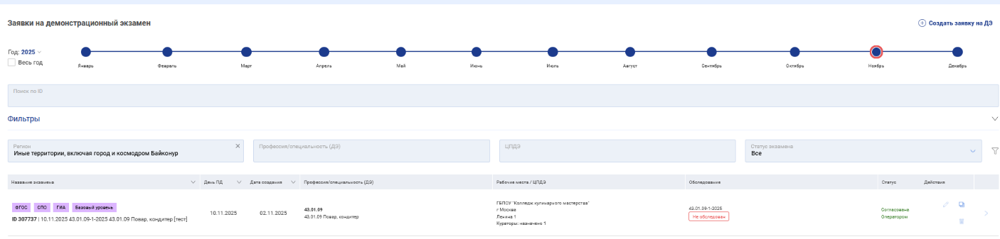 Заявки на демонстрационный экзамен
Создать заявку на ДЭ
Год: 2025
Весь год
Январь Февраль Март Апрель Май Июнь Июль Август Сентябрь Октябрь Ноябрь Декабрь
Поиск по ID
Фильтры
Регион
Иные территории, включая город и космодром Байконур
Профессия/специальность (ДЭ)
ЦПДЭ
Статус экзамена
Все
Название экзамена День ПД Дата создания Профессия/специальность (ДЭ) Рабочие места / ЦПДЭ Обследование Статус Действия
ФГОС СПО ГИА Базовый уровень
ID 307737 | 10.11.2025 43.01.09-1-2025 43.01.09 Повар, кондитер [тест]
10.11.2025
02.11.2025
43.01.09
43.01.09 Повар, кондитер
ГБПОУ "Колледж кулинарного мастерства"
г Москва
Ленина 1
Кураторы: назначено 1
43.01.09-1-2025
Не обследован
Согласована
Оператором